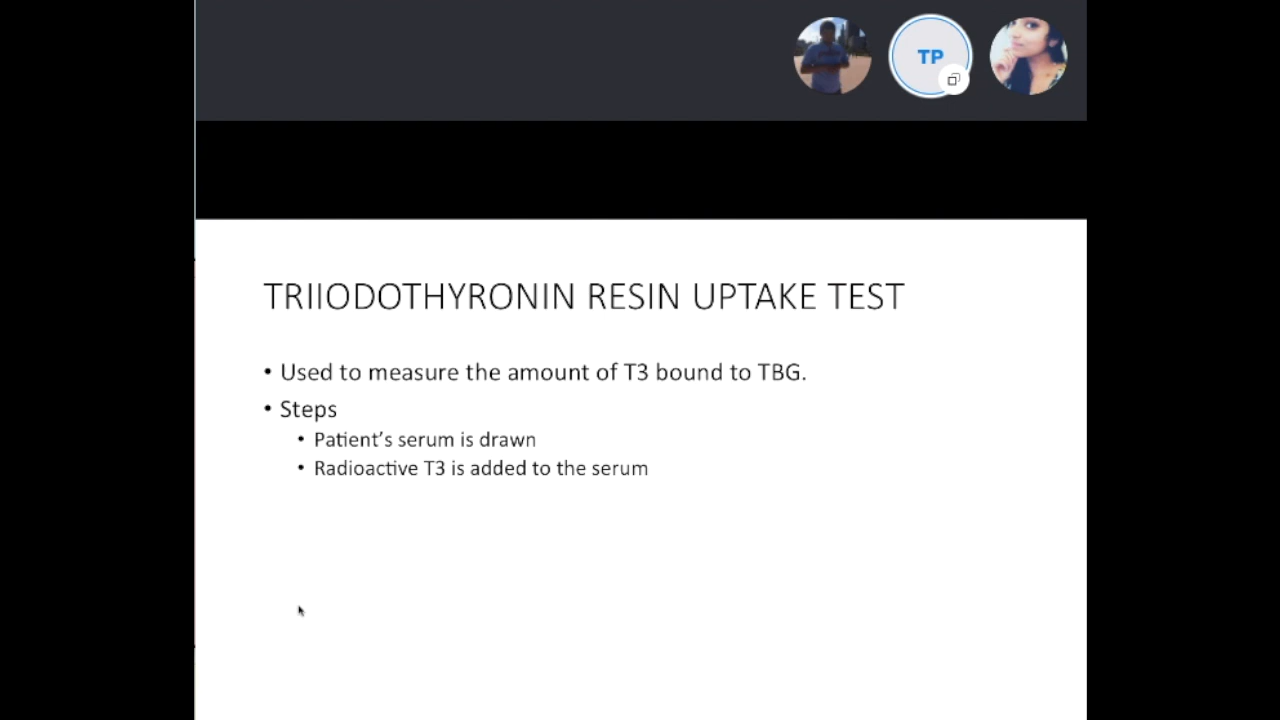 TP
TRIIODOTHYRONIN RESIN UPTAKE TEST
• Used to measure the amount of T3 bound to TBG.
• Steps
• Patient’s serum is drawn
• Radioactive T3 is added to the serum